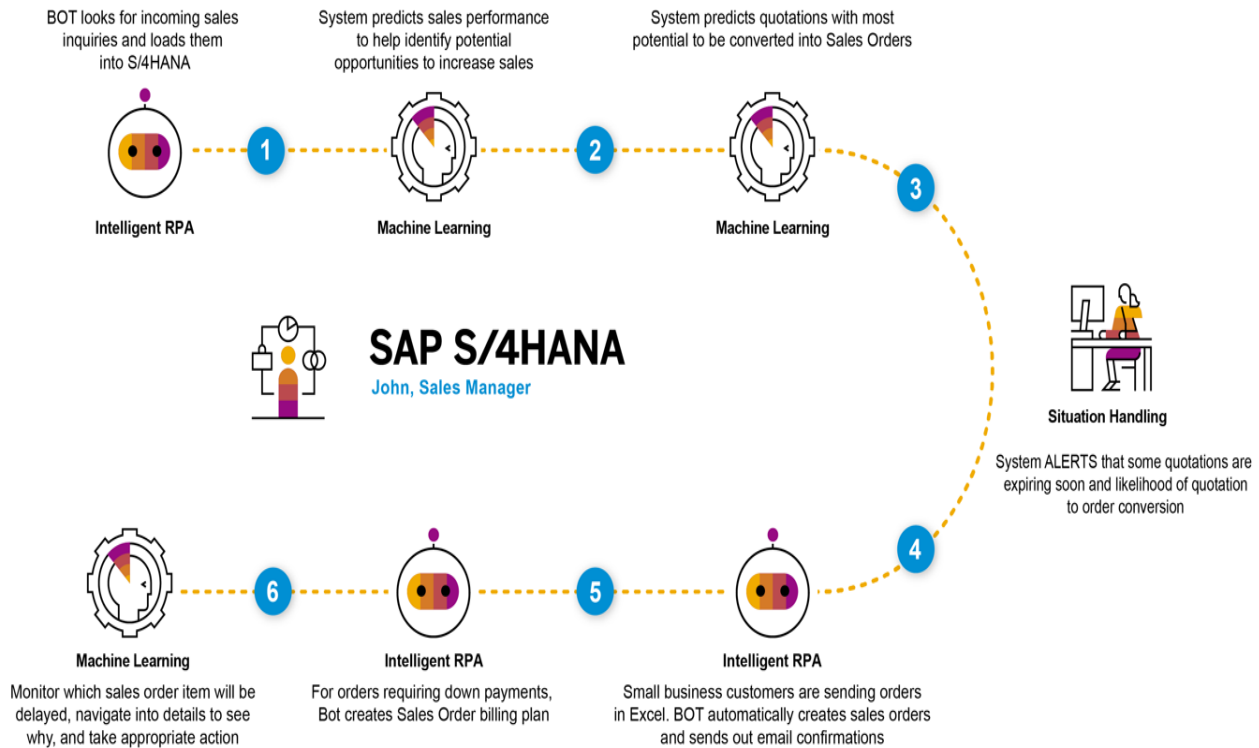 BOT looks for incoming sales
inquiries and loads them
into S/4HANA
System predicts sales performance
to help identify potential
opportunities to increase sales
System predicts quotations with most
potential to be converted into Sales Orders
1
2
3
Intelligent RPA
Machine Learning
Machine Learning
SAP S/4HANA
John, Sales Manager
Situation Handling
System ALERTS that some quotations are
expiring soon and likelihood of quotation
to order conversion
4
5
6
Intelligent RPA
Small business customers are sending orders
in Excel. BOT automatically creates sales orders
and sends out email confirmations
Intelligent RPA
For orders requiring down payments,
Bot creates Sales Order billing plan
Machine Learning
Monitor which sales order item will be
delayed, navigate into details to see
why, and take appropriate action